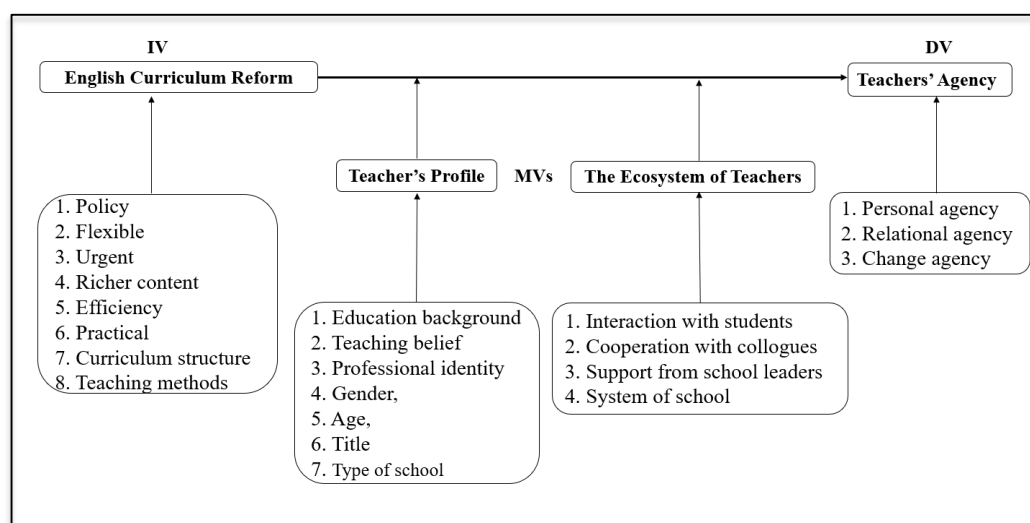 IV
DV
English Curriculum Reform
Teachers' Agency
Teacher's Profile
MVs
The Ecosystem of Teachers
1. Policy
2. Flexible
3. Urgent
4. Richer content
5. Efficiency
6. Practical
7. Curriculum structure
8. Teaching methods
1. Education background
2. Teaching belief
3. Professional identity
4. Gender,
5. Age,
6. Title
7. Type of school
1. Interaction with students
2. Cooperation with collogues
3. Support from school leaders
4. System of school
1. Personal agency
2. Relational agency
3. Change agency